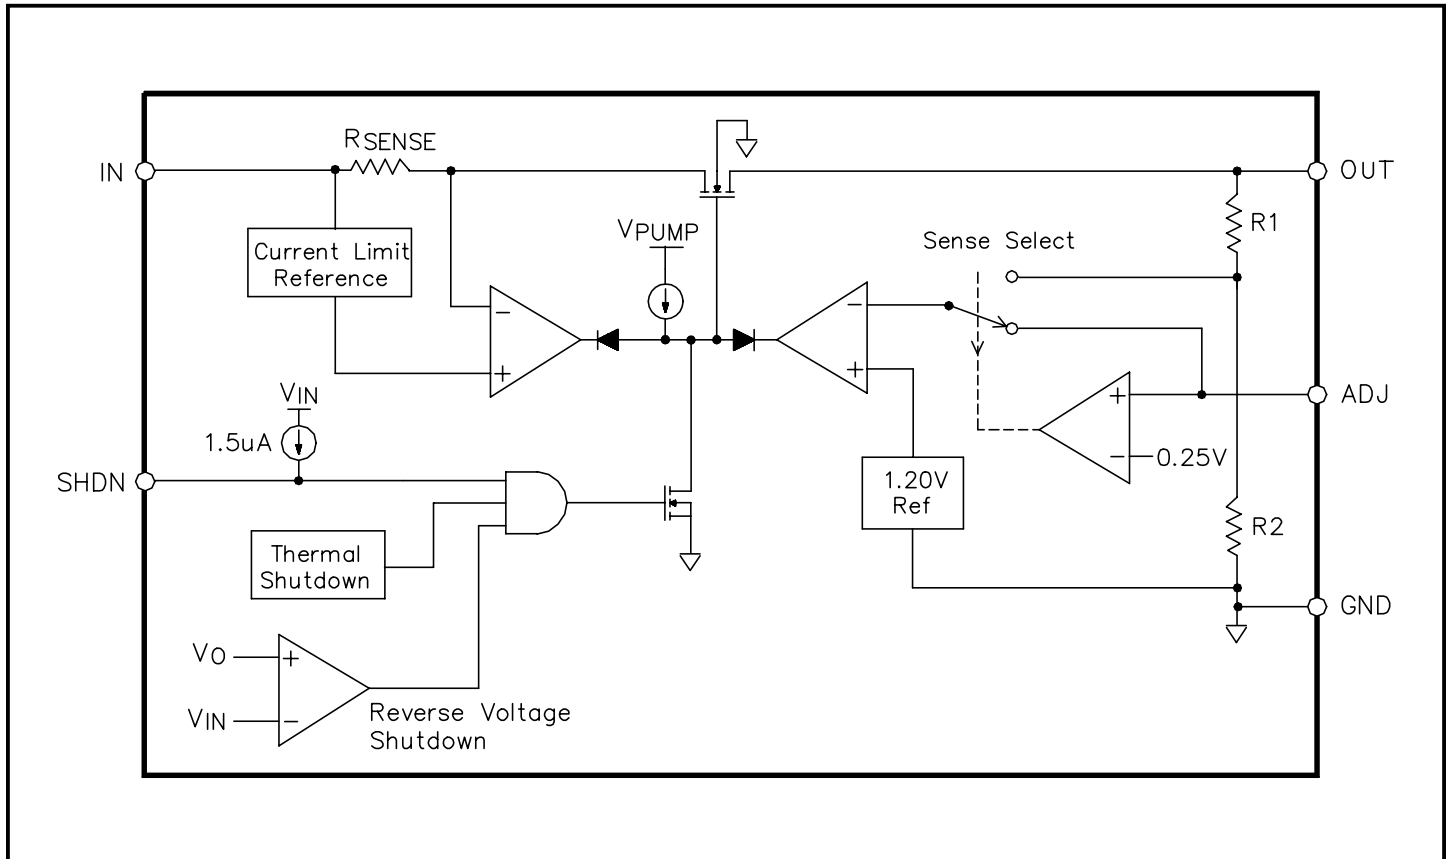 RSENSE
IN
OUT
R1
VPUMP
Sense Select
Current Limit
Reference
−
−
+
+
VIN
ADJ
+
1.5uA
− 0.25V
SHDN
1.20V
Ref
R2
Thermal
Shutdown
GND
VO +
VIN −
Reverse Voltage
Shutdown